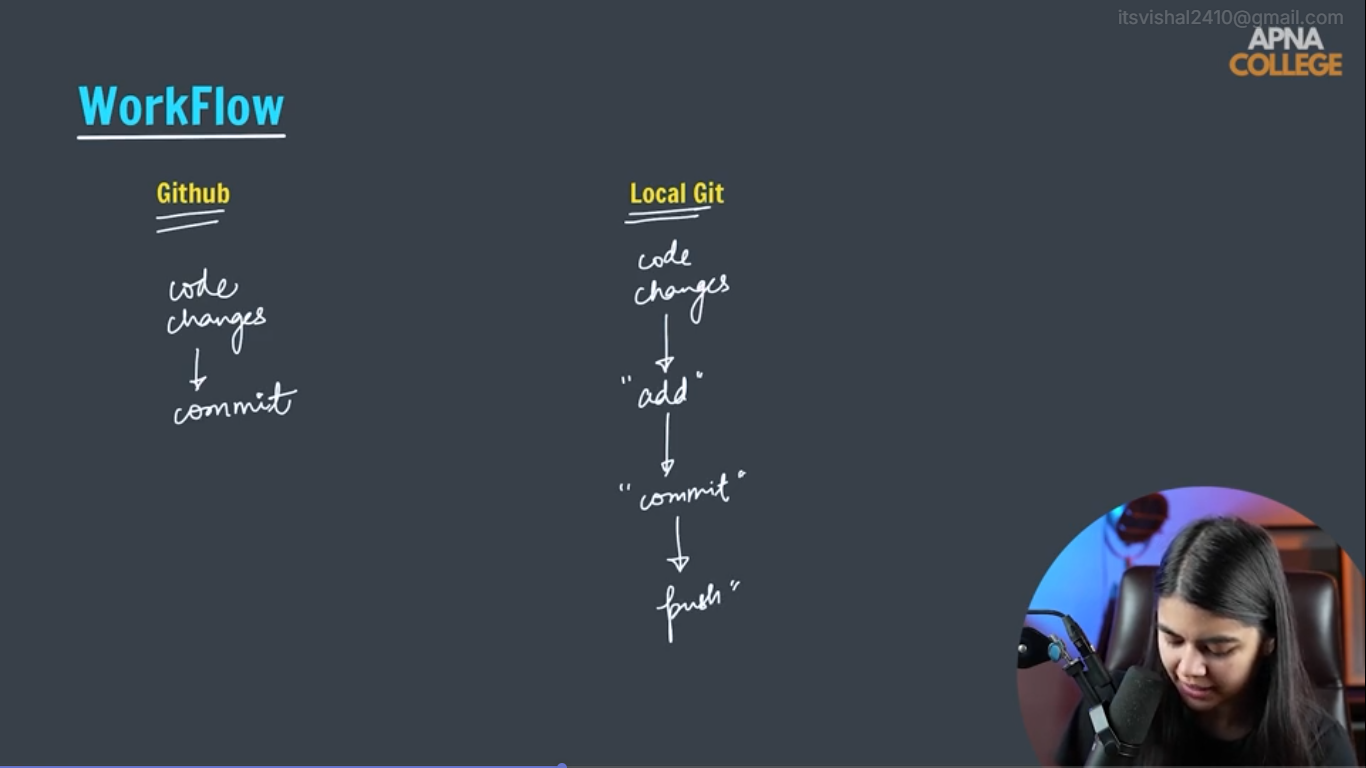 itsvishal2410@gmail.com
APNA
COLLEGE
WorkFlow
Github
code
changes
commit
Local Git
code
changes
"add"
"commit"
push"